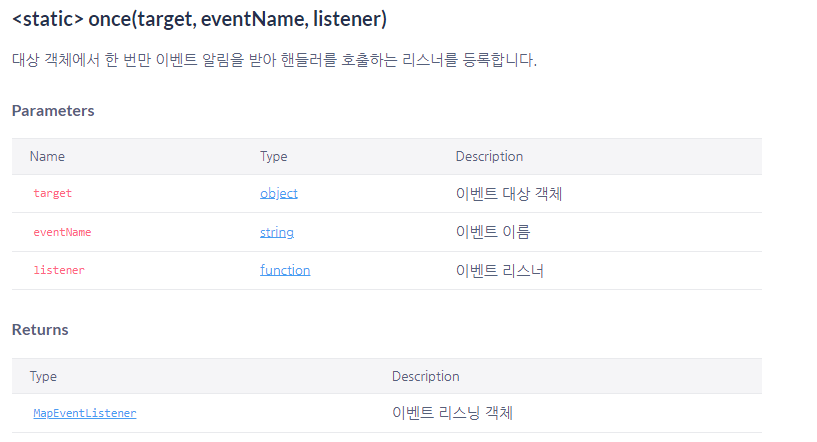 <static> once(target, eventName, listener)
대상 객체에서 한 번만 이벤트 알림을 받아 핸들러를 호출하는 리스너를 등록합니다.
Parameters
Name Type Description
target object 이벤트 대상 객체
eventName string 이벤트 이름
listener function 이벤트 리스너
Returns
Type Description
MapEventListener 이벤트 리스닝 객체